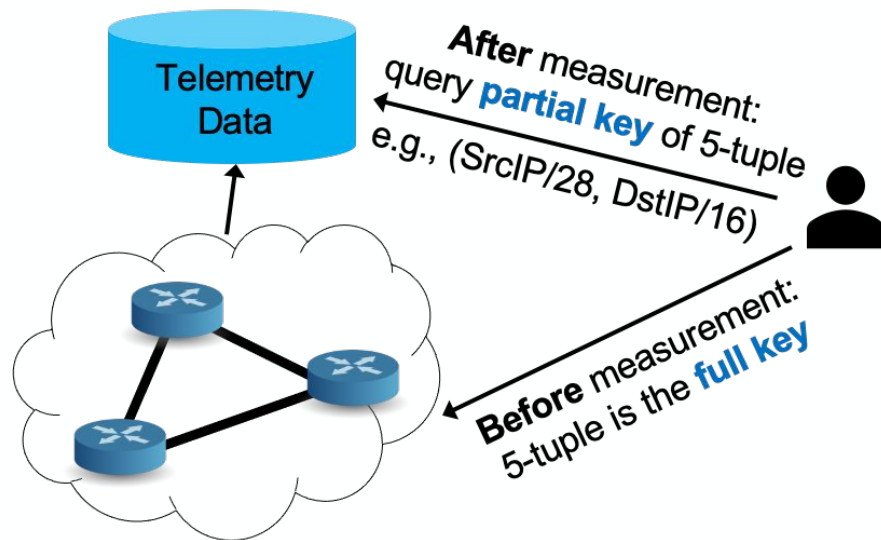 Telemetry
Data
After measurement:
query partial key of 5-tuple
e.g., (SrcIP/28, DstIP/16)
Before measurement:
5-tuple is the full key